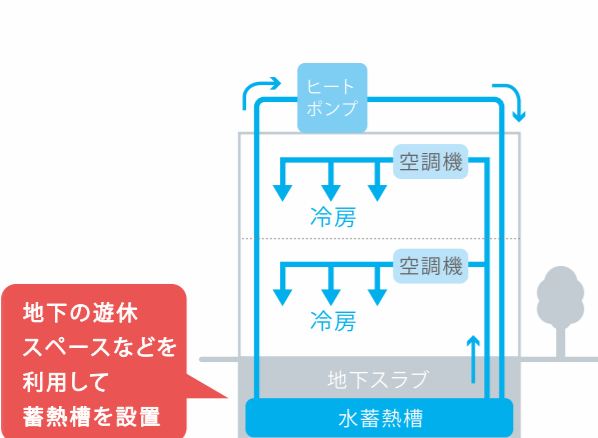 ヒート
ポンプ
空調機
冷房
空調機
冷房
地下の遊休
スペースなどを
利用して
蓄熱槽を設置
地下スラブ
水蓄熱槽